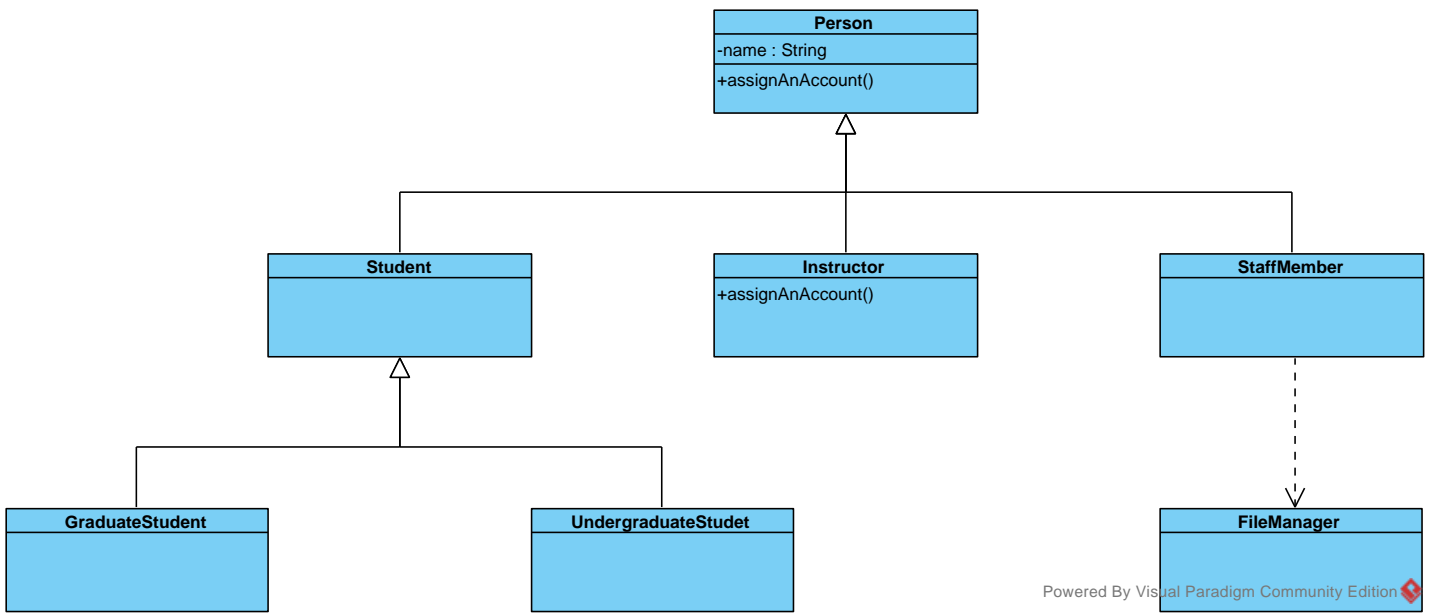 Person
-name : String
+assignAnAccount()
Student
Instructor
StaffMember
+assignAnAccount()
GraduateStudent
UndergraduateStudet
FileManager
Powered By Visual Paradigm Community Edition